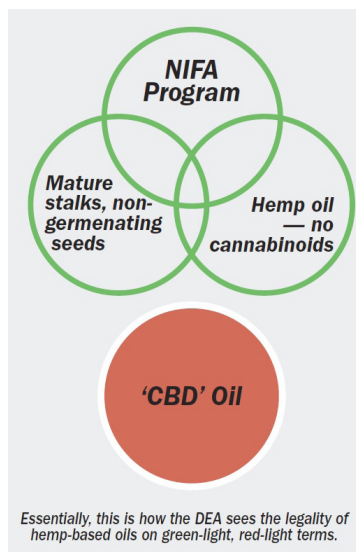 NIFA
Program
Mature
stalks, non-
germenating
seeds
Hemp oil
— no
cannabinoids
‘CBD’ Oil
Essentially, this is how the DEA sees the legality of
hemp-based oils on green-light, red-light terms.